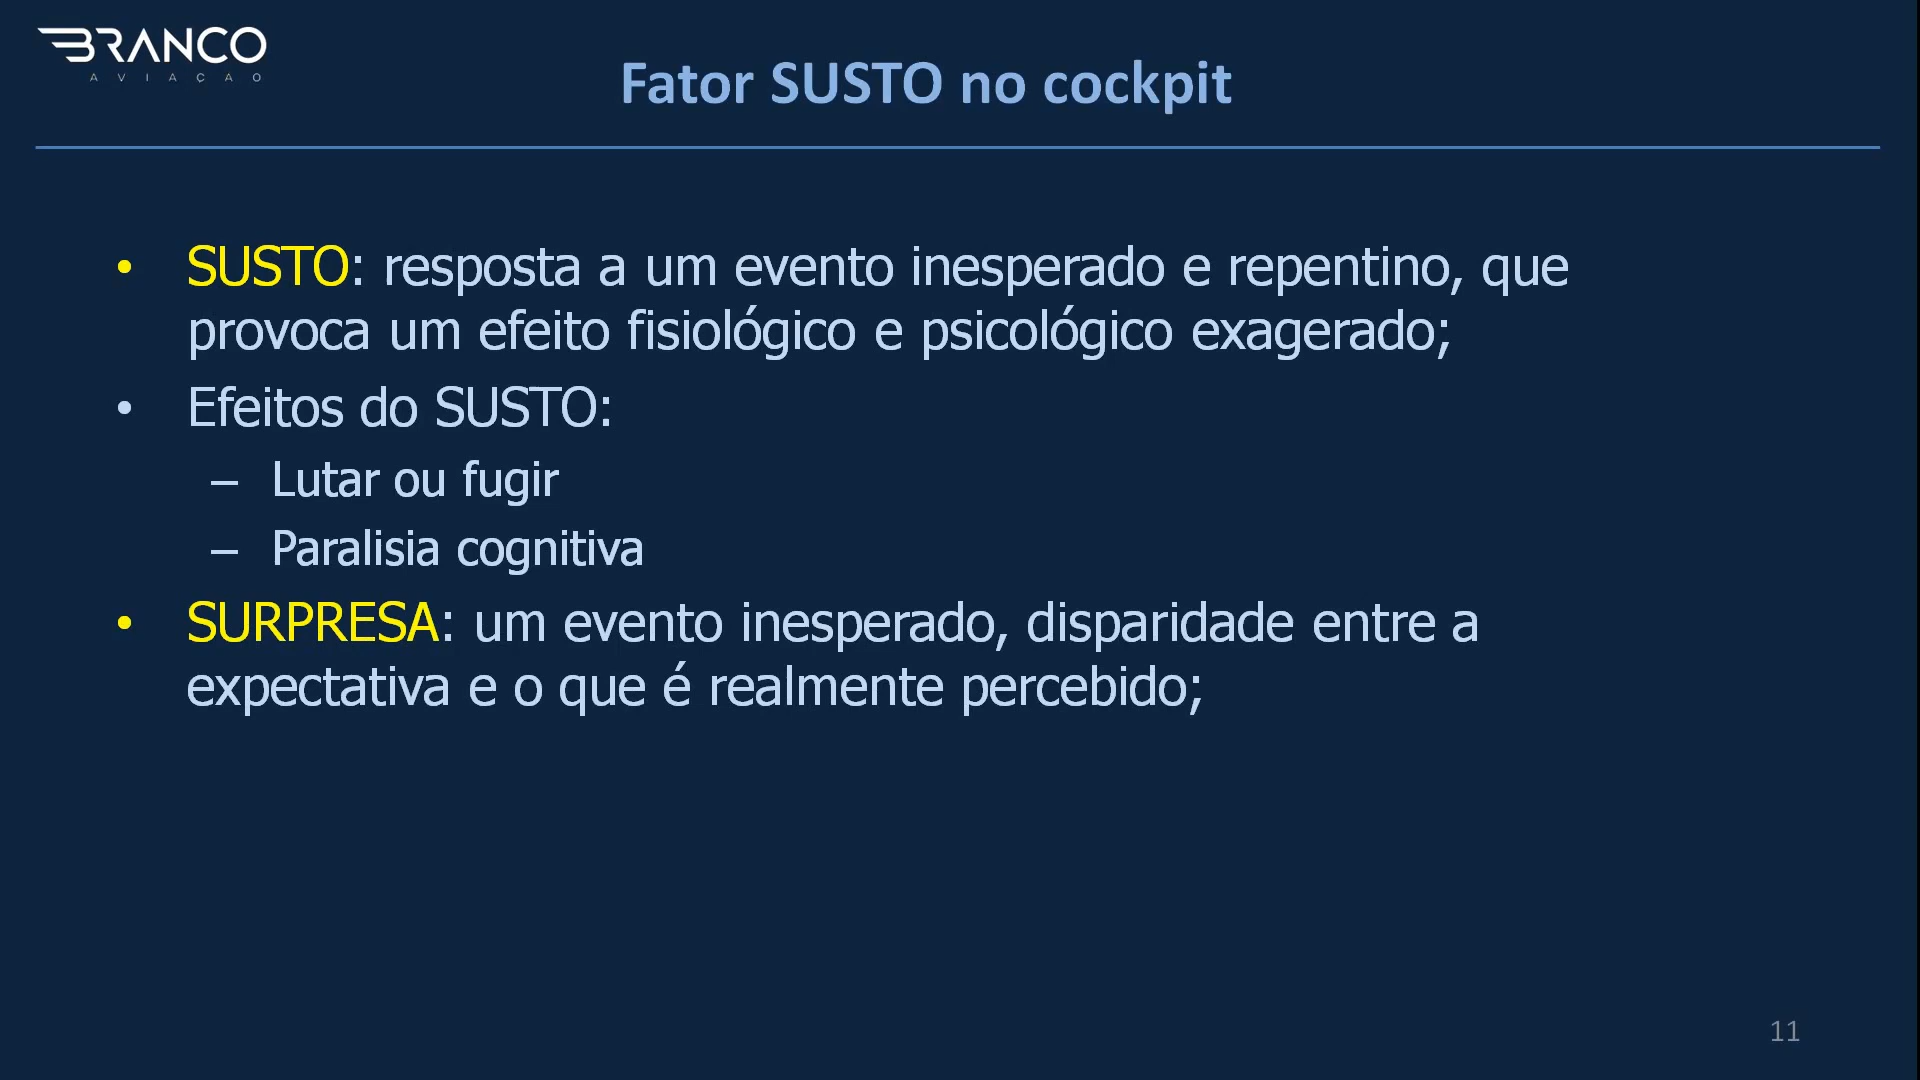 BRANCO
AVIAÇAO
Fator SUSTO no cockpit
• SUSTO: resposta a um evento inesperado e repentino, que
provoca um efeito fisiológico e psicológico exagerado;
• Efeitos do SUSTO:
– Lutar ou fugir
– Paralisia cognitiva
• SURPRESA: um evento inesperado, disparidade entre a
expectativa e o que é realmente percebido;
11